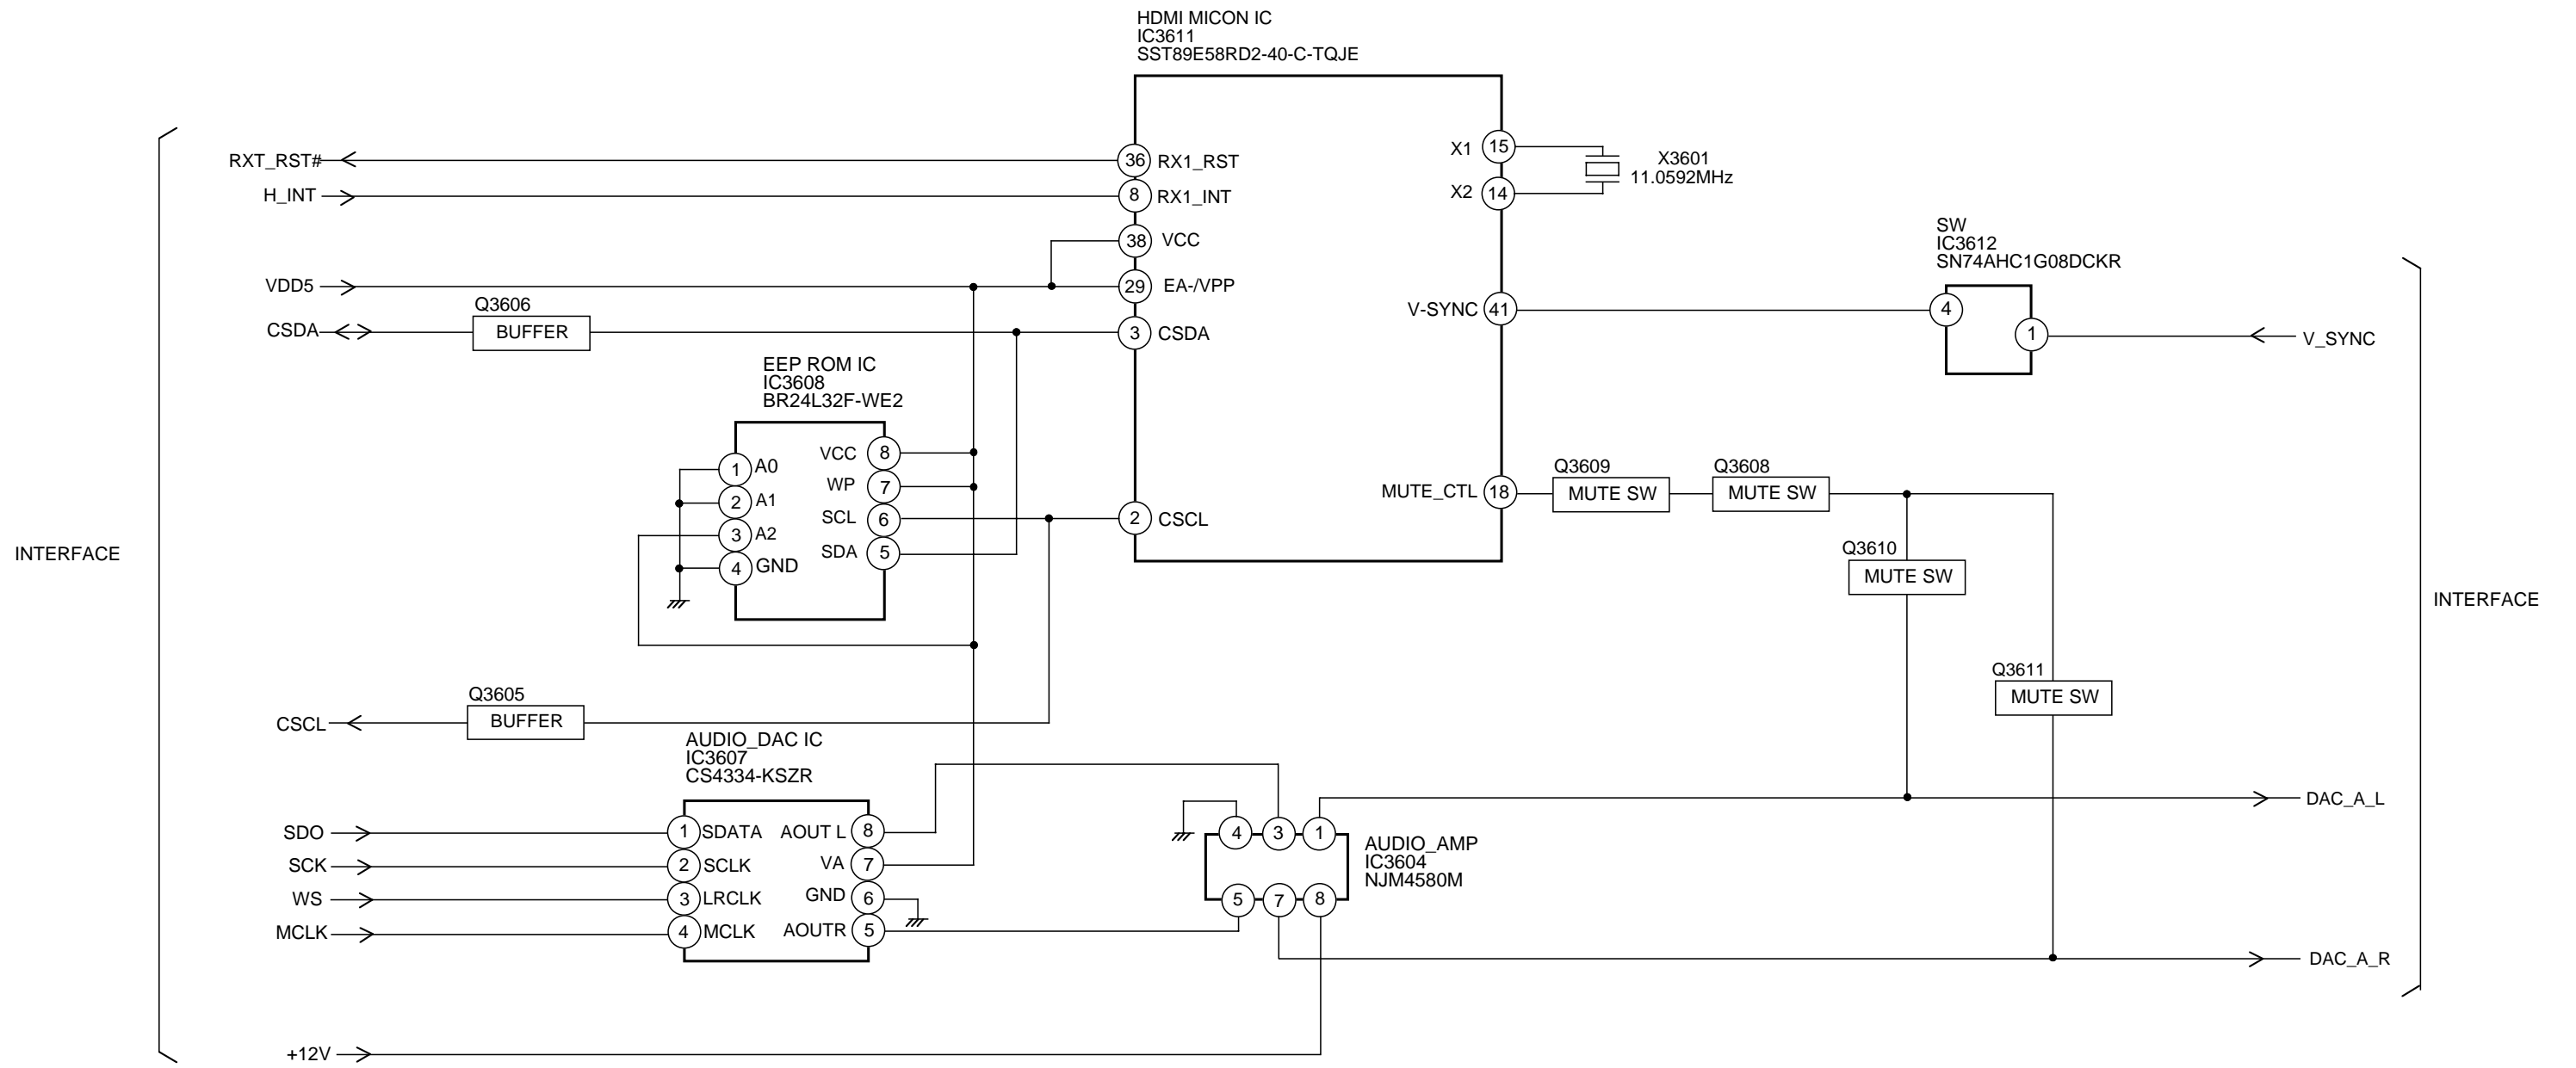 HDMI MICON IC
IC3611
SST89E58RD2-40-C-TQJE
RXT_RST#
36
RX1_RST
H_INT
8
RX1_INT
38
VCC
VDD5
29
EA-/VPP
Q3606
CSDA
BUFFER
3
CSDA
2
CSCL
X1
15
X2
14
X3601
11.0592MHz
V-SYNC
41
MUTE_CTL
18
SW
IC3612
SN74AHC1G08DCKR
4
1
V_SYNC
EEP ROM IC
IC3608
BR24L32F-WE2
1
A0
2
A1
3
A2
4
GND
VCC
8
WP
7
SCL
6
SDA
5
Q3609
MUTE SW
Q3608
MUTE SW
Q3610
MUTE SW
Q3611
MUTE SW
INTERFACE
INTERFACE
Q3605
CSCL
BUFFER
AUDIO_DAC IC
IC3607
CS4334-KSZR
SDO
1
SDATA
AOUT L
8
SCK
2
SCLK
VA
7
WS
3
LRCLK
GND
6
MCLK
4
MCLK
AOUTR
5
4
3
1
5
7
8
AUDIO_AMP
IC3604
NJM4580M
DAC_A_L
DAC_A_R
+12V